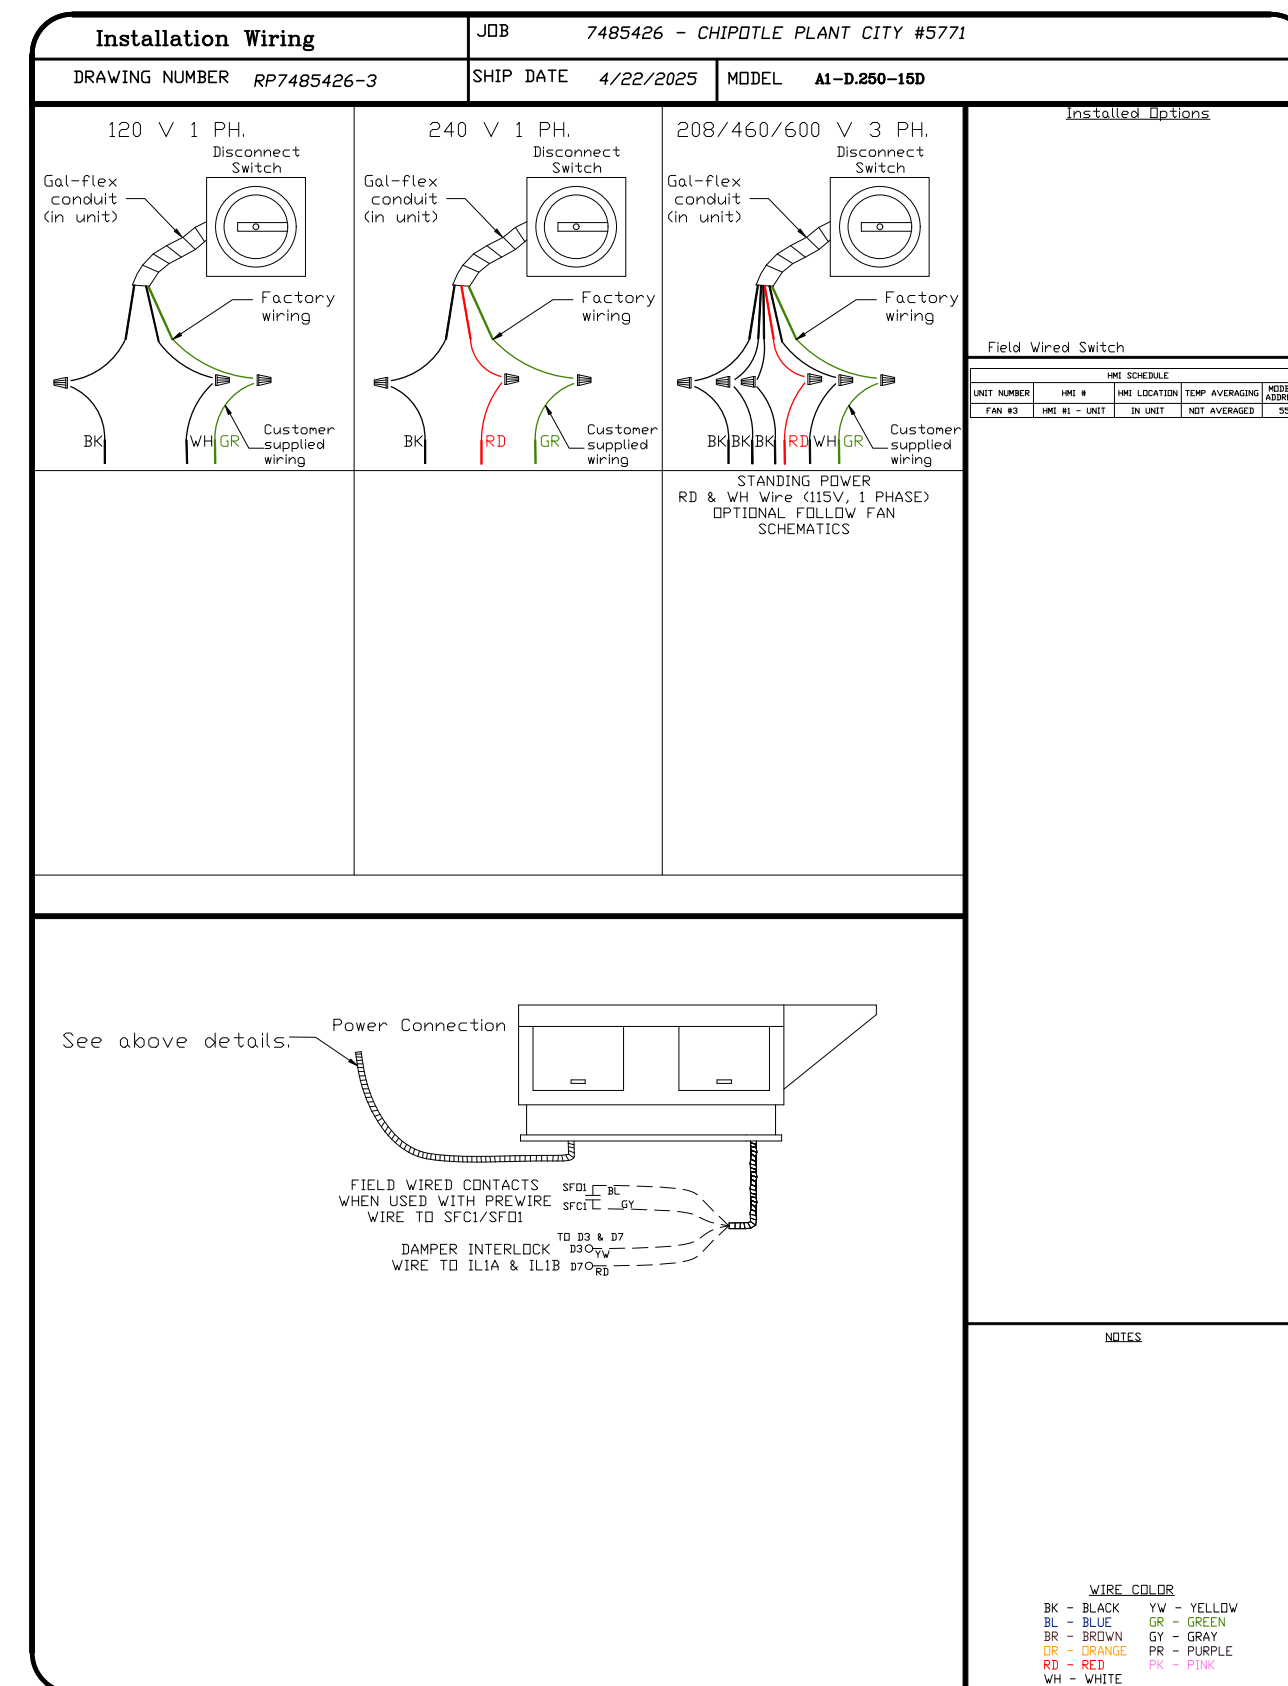 Installation Wiring
JOB 7485426 - CHIPOTLE PLANT CITY #5771
DRAWING NUMBER RP7485426-3
SHIP DATE 4/22/2025
MODEL A1-D.250-15D
120 V 1 PH.
Disconnect
Switch
Gal-flex
conduit
(in unit)
Factory
wiring
BK WH GR
Customer
supplied
wiring
240 V 1 PH.
Disconnect
Switch
Gal-flex
conduit
(in unit)
Factory
wiring
BK RD GR
Customer
supplied
wiring
208/460/600 V 3 PH.
Disconnect
Switch
Gal-flex
conduit
(in unit)
Factory
wiring
BK BK BK RD WH GR
Customer
supplied
wiring
STANDING POWER
RD & WH Wire (115V, 1 PHASE)
OPTIONAL FOLLOW FAN
SCHEMATICS
Installed Options
Field Wired Switch
HMI SCHEDULE
UNIT NUMBER HMI # HMI LOCATION TEMP AVERAGING
FAN #3 HMI #1 - UNIT IN UNIT NOT AVERAGED 55
See above details.
Power Connection
FIELD WIRED CONTACTS
WHEN USED WITH PREWIRE
WIRE TO SFC1/SFO1
SFO1 BL
SFC1 GY
TO D3 & D7
DAMPER INTERLOCK
WIRE TO IL1A & IL1B
D3 YW
D7 RD
NOTES
WIRE COLOR
BK - BLACK YW - YELLOW
BL - BLUE GR - GREEN
BR - BROWN GY - GRAY
OR - ORANGE PR - PURPLE
RD - RED PK - PINK
WH - WHITE